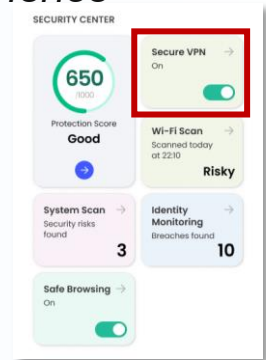 SECURITY CENTER
650
/1000
Protection Score
Good
Secure VPN
On
Wi-Fi Scan
Scanned today
at 22:10
Risky
System Scan
Security risks
found
3
Identity
Monitoring
Breaches found
10
Safe Browsing
On